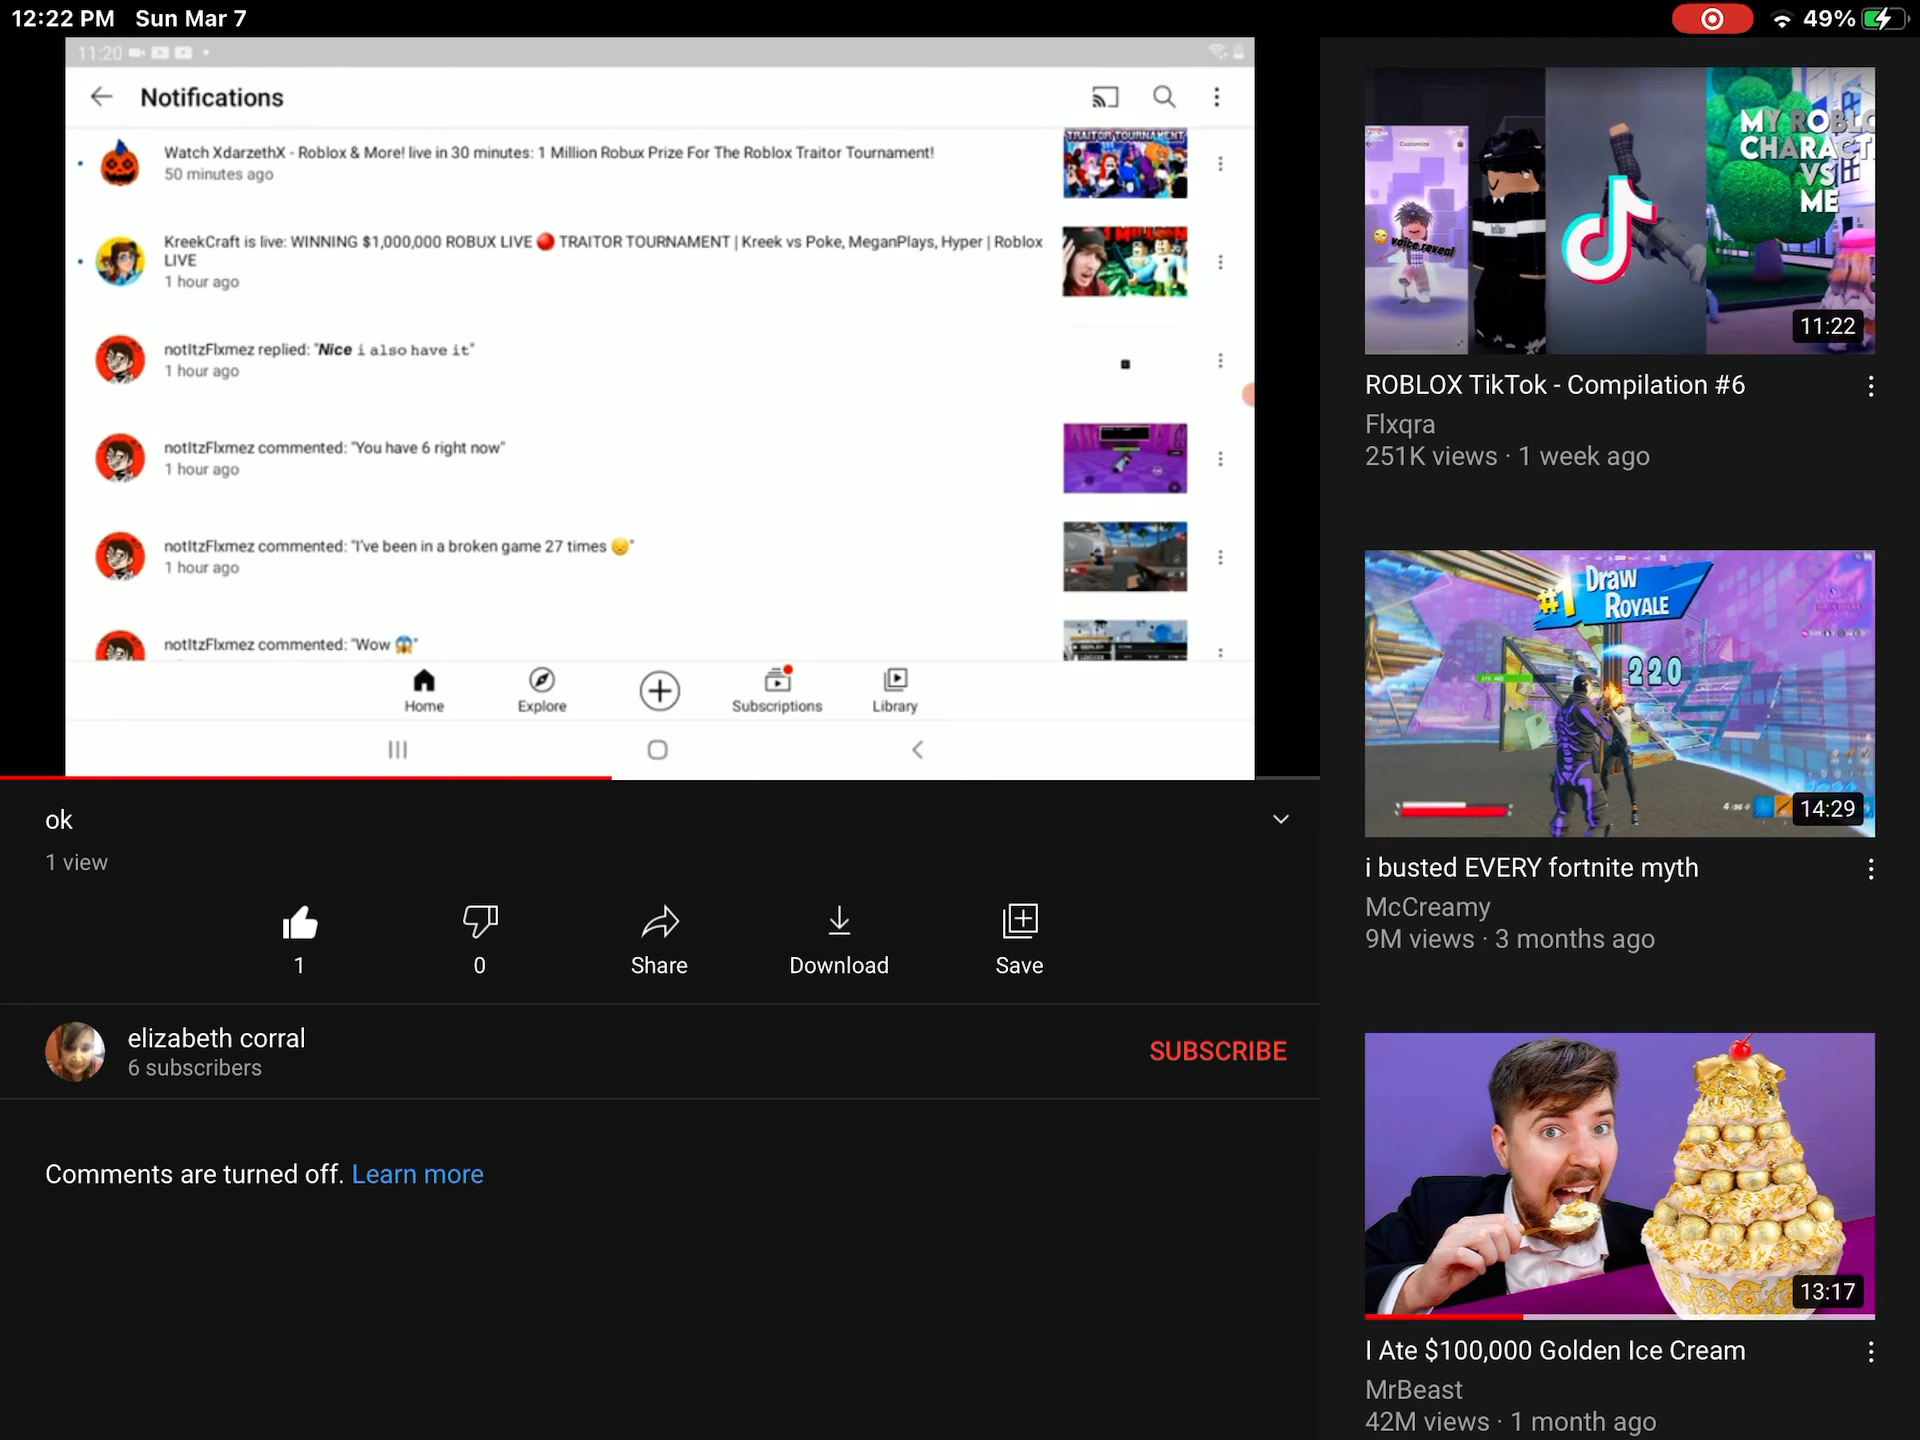 12:22 PM Sun Mar 7
49%
11:20
Notifications
Watch XdarzethX - Roblox & More! live in 30 minutes: 1 Million Robux Prize For The Roblox Traitor Tournament!
50 minutes ago
TRAITOR TOURNAMENT
KreekCraft is live: WINNING $1,000,000 ROBUX LIVE 🔴 TRAITOR TOURNAMENT | Kreek vs Poke, MeganPlays, Hyper | Roblox
LIVE
1 hour ago
notItzFlxmez replied: "Nice i also have it"
1 hour ago
notItzFlxmez commented: "You have 6 right now"
1 hour ago
notItzFlxmez commented: "I've been in a broken game 27 times 😞"
1 hour ago
notItzFlxmez commented: "Wow 😱"
Home
Explore
Subscriptions
Library
ok
1 view
1
0
Share
Download
Save
elizabeth corral
6 subscribers
SUBSCRIBE
Comments are turned off. Learn more
Customize
voice reveal
MY ROBLO
CHARACT
VS
ME
11:22
ROBLOX TikTok - Compilation #6
Flxqra
251K views · 1 week ago
#1 Draw
ROYALE
220
14:29
i busted EVERY fortnite myth
McCreamy
9M views · 3 months ago
13:17
I Ate $100,000 Golden Ice Cream
MrBeast
42M views · 1 month ago